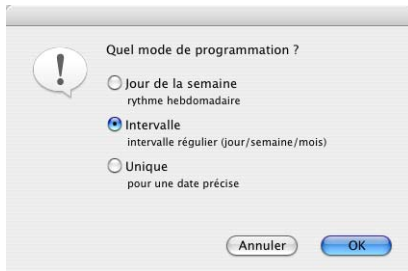 Quel mode de programmation ?
Jour de la semaine
rythme hebdomadaire
Intervalle
intervalle régulier (jour/semaine/mois)
Unique
pour une date précise
Annuler OK